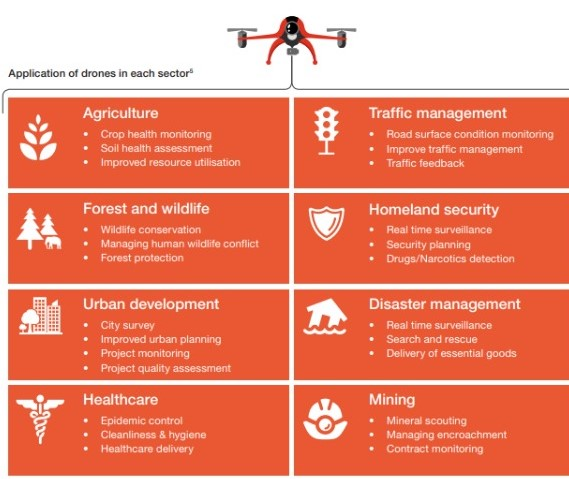 Application of drones in each sector⁶
Agriculture
• Crop health monitoring
• Soil health assessment
• Improved resource utilisation
Traffic management
• Road surface condition monitoring
• Improve traffic management
• Traffic feedback
Forest and wildlife
• Wildlife conservation
• Managing human wildlife conflict
• Forest protection
Homeland security
• Real time surveillance
• Security planning
• Drugs/Narcotics detection
Urban development
• City survey
• Improved urban planning
• Project monitoring
• Project quality assessment
Disaster management
• Real time surveillance
• Search and rescue
• Delivery of essential goods
Healthcare
• Epidemic control
• Cleanliness & hygiene
• Healthcare delivery
Mining
• Mineral scouting
• Managing encroachment
• Contract monitoring